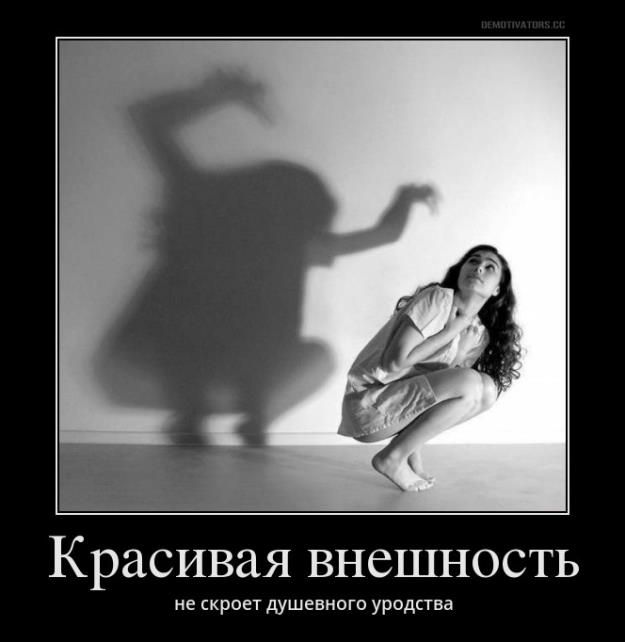 DEMOTIVATORS.CC
Красивая внешность
не скроет душевного уродства